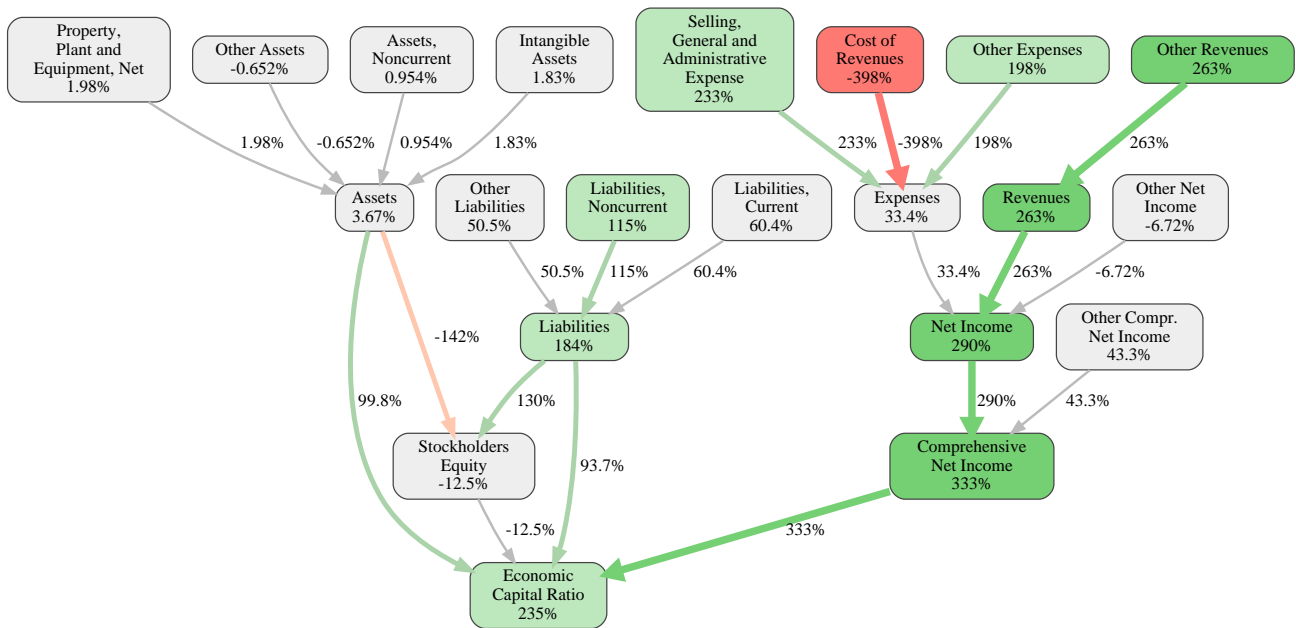 Property,
Plant and
Equipment, Net
1.98%
Other Assets
-0.652%
Assets,
Noncurrent
0.954%
Intangible
Assets
1.83%
Selling,
General and
Administrative
Expense
233%
Cost of
Revenues
-398%
Other Expenses
198%
Other Revenues
263%
1.98%
-0.652%
0.954%
1.83%
233%
-398%
198%
263%
Assets
3.67%
Other
Liabilities
50.5%
Liabilities,
Noncurrent
115%
Liabilities,
Current
60.4%
Expenses
33.4%
Revenues
263%
Other Net
Income
-6.72%
50.5%
115%
60.4%
33.4%
263%
-6.72%
-142%
Liabilities
184%
Net Income
290%
Other Compr.
Net Income
43.3%
99.8%
130%
290%
43.3%
Stockholders
Equity
-12.5%
93.7%
Comprehensive
Net Income
333%
-12.5%
333%
Economic
Capital Ratio
235%